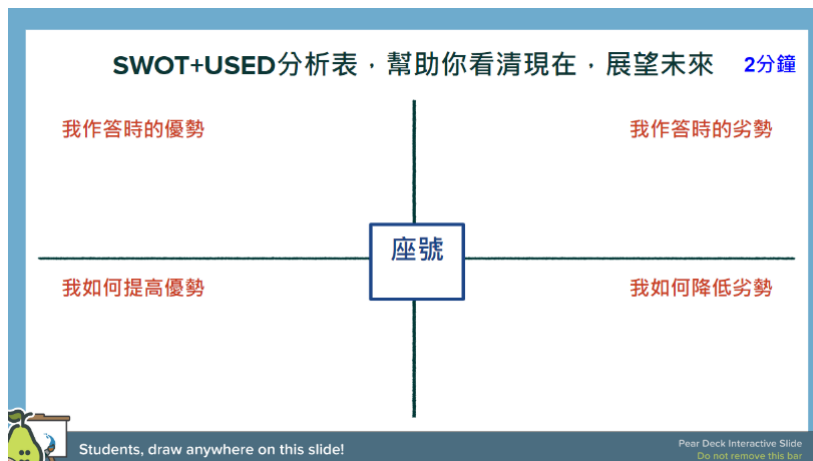 SWOT+USED分析表，幫助你看清現在，展望未來
2分鐘
我作答時的優勢
我作答時的劣勢
座號
我如何提高優勢
我如何降低劣勢
Students, draw anywhere on this slide!
Pear Deck Interactive Slide
Do not remove this bar